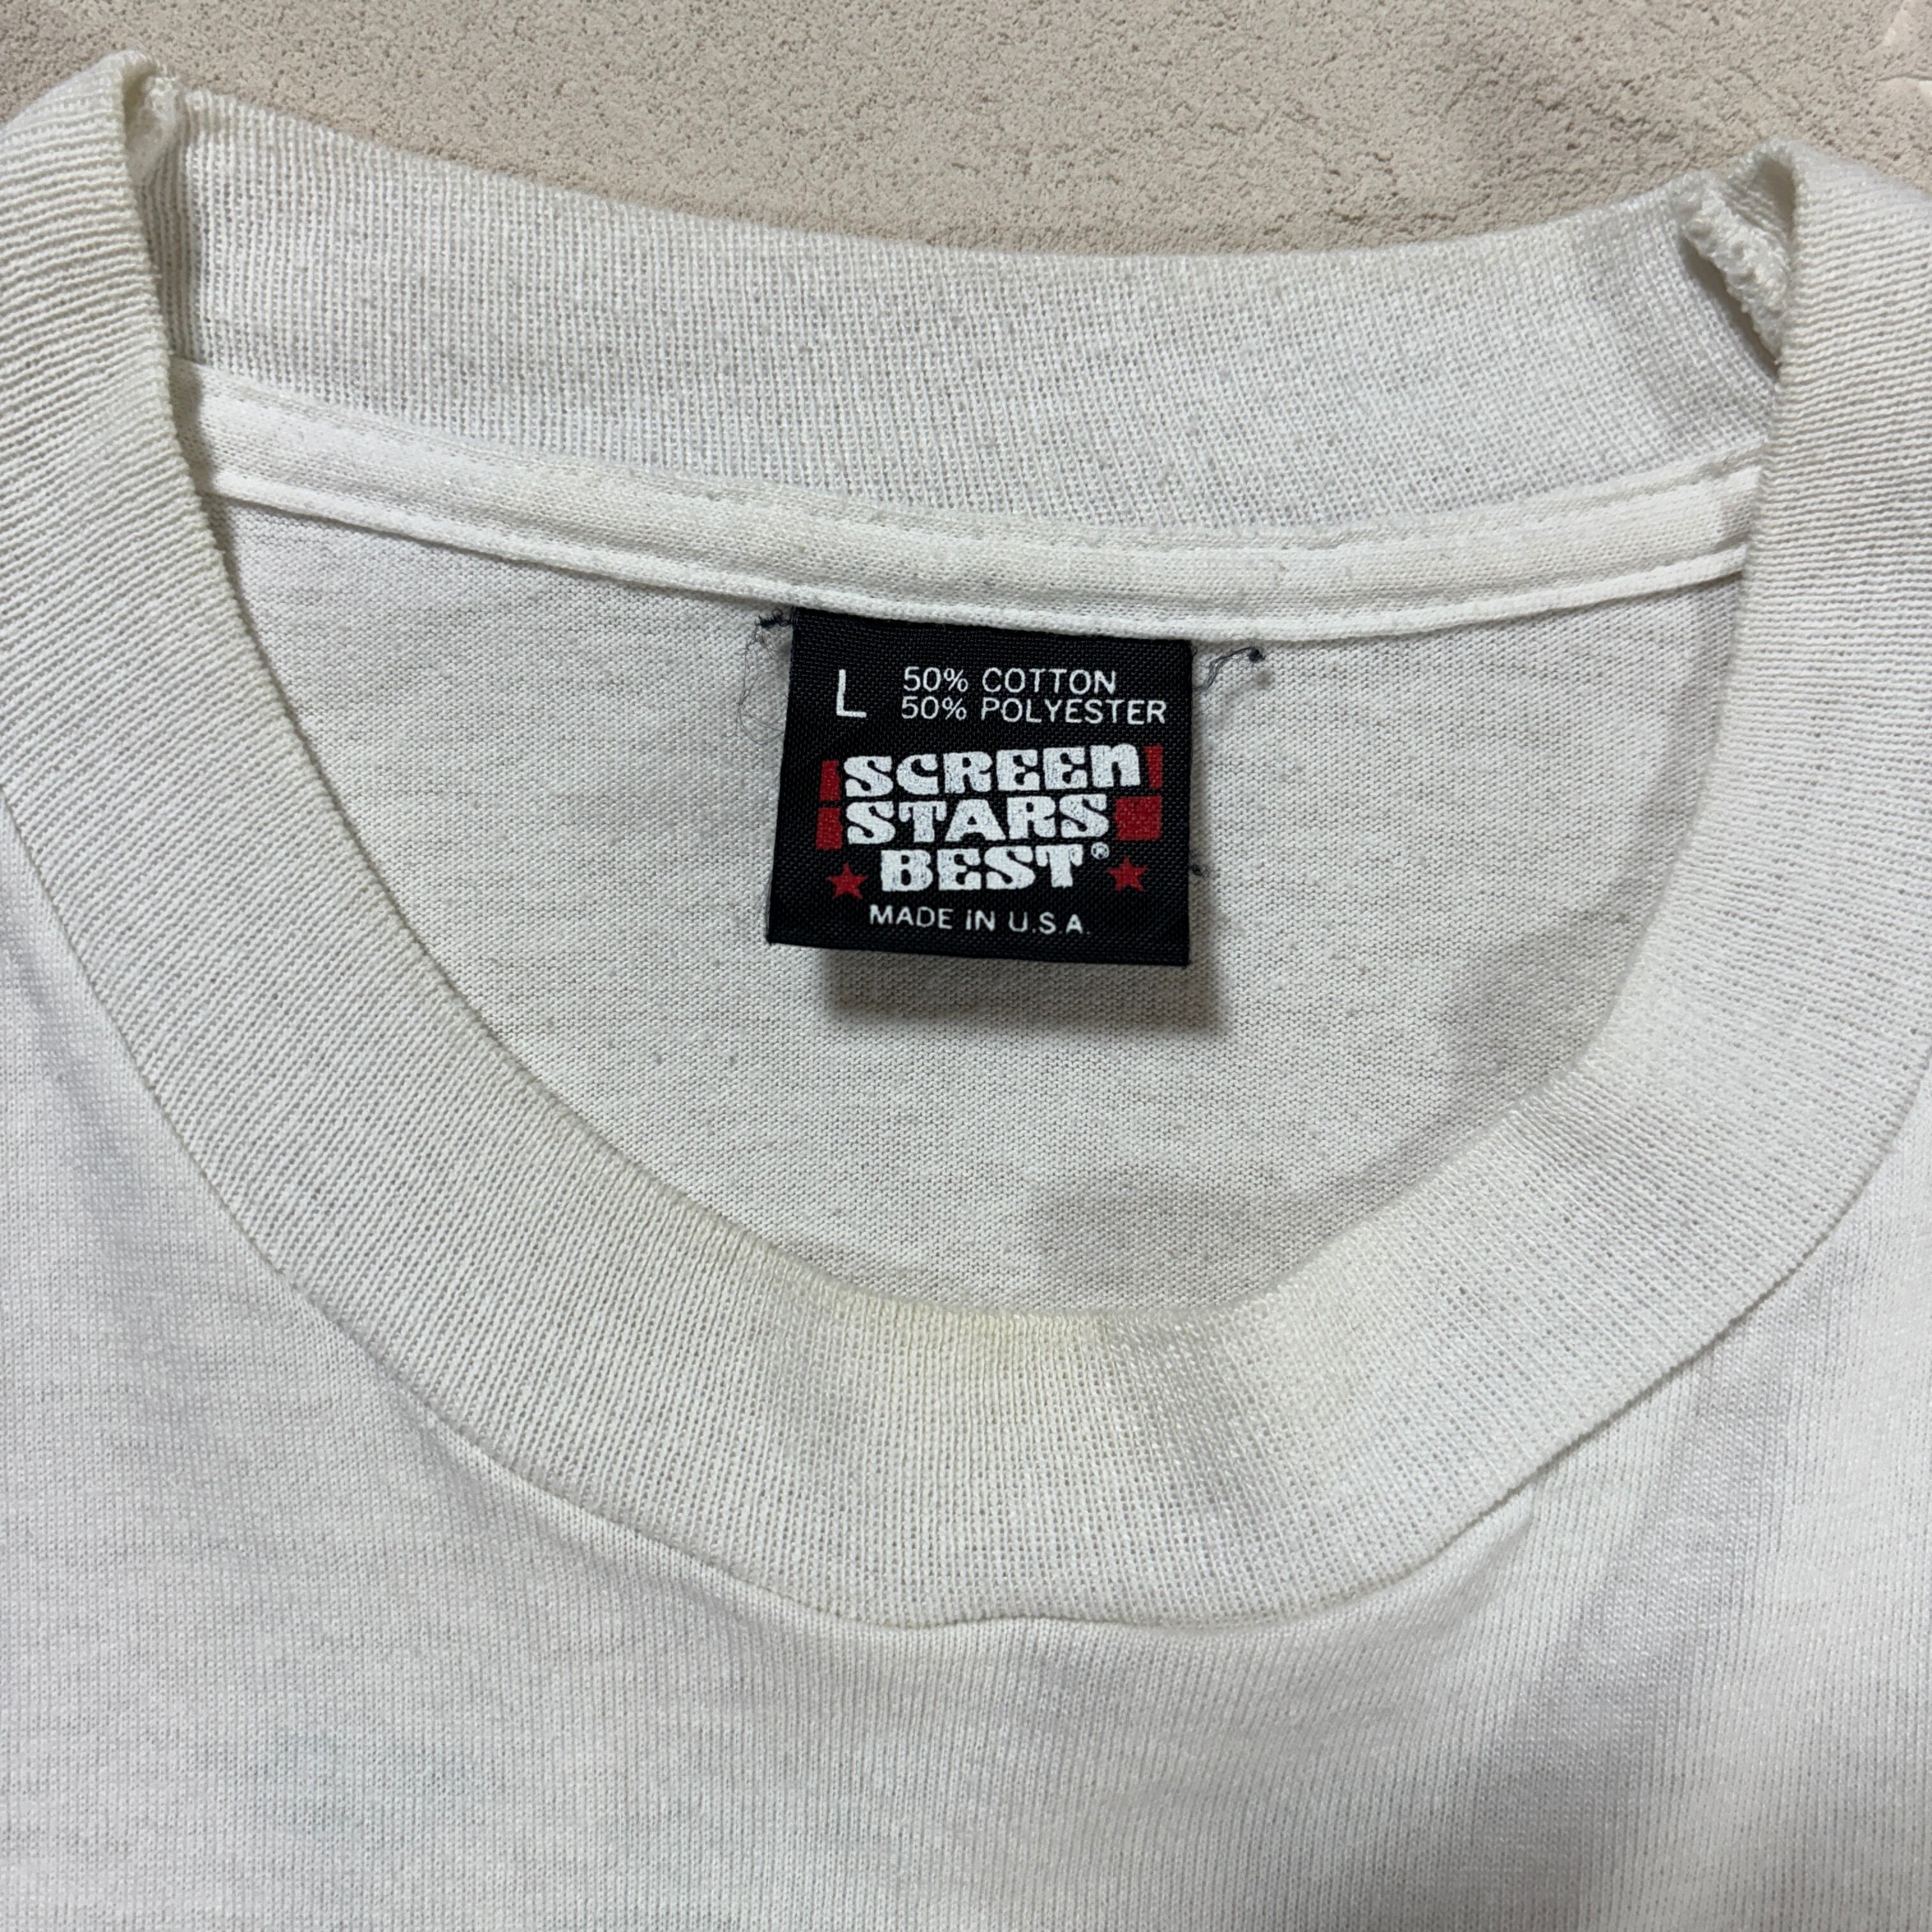 L 50% COTTON
50% POLYESTER
SCREEN
STARS
BEST®
MADE IN U.S.A.